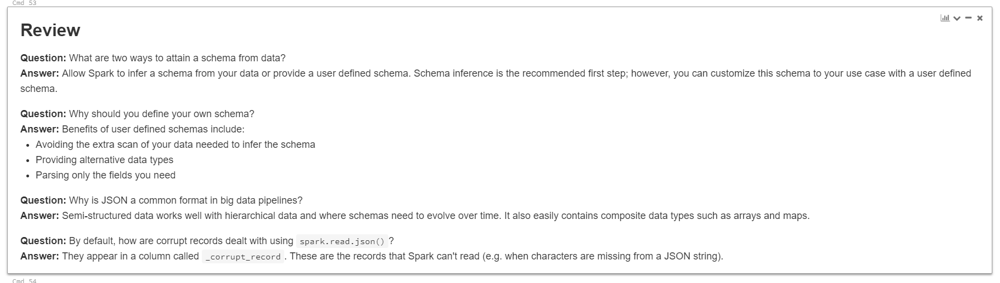 Cmd 53
Review
Question: What are two ways to attain a schema from data?
Answer: Allow Spark to infer a schema from your data or provide a user defined schema. Schema inference is the recommended first step; however, you can customize this schema to your use case with a user defined
schema.
Question: Why should you define your own schema?
Answer: Benefits of user defined schemas include:
• Avoiding the extra scan of your data needed to infer the schema
• Providing alternative data types
• Parsing only the fields you need
Question: Why is JSON a common format in big data pipelines?
Answer: Semi-structured data works well with hierarchical data and where schemas need to evolve over time. It also easily contains composite data types such as arrays and maps.
Question: By default, how are corrupt records dealt with using spark.read.json() ?
Answer: They appear in a column called _corrupt_record . These are the records that Spark can't read (e.g. when characters are missing from a JSON string).
Cmd 54